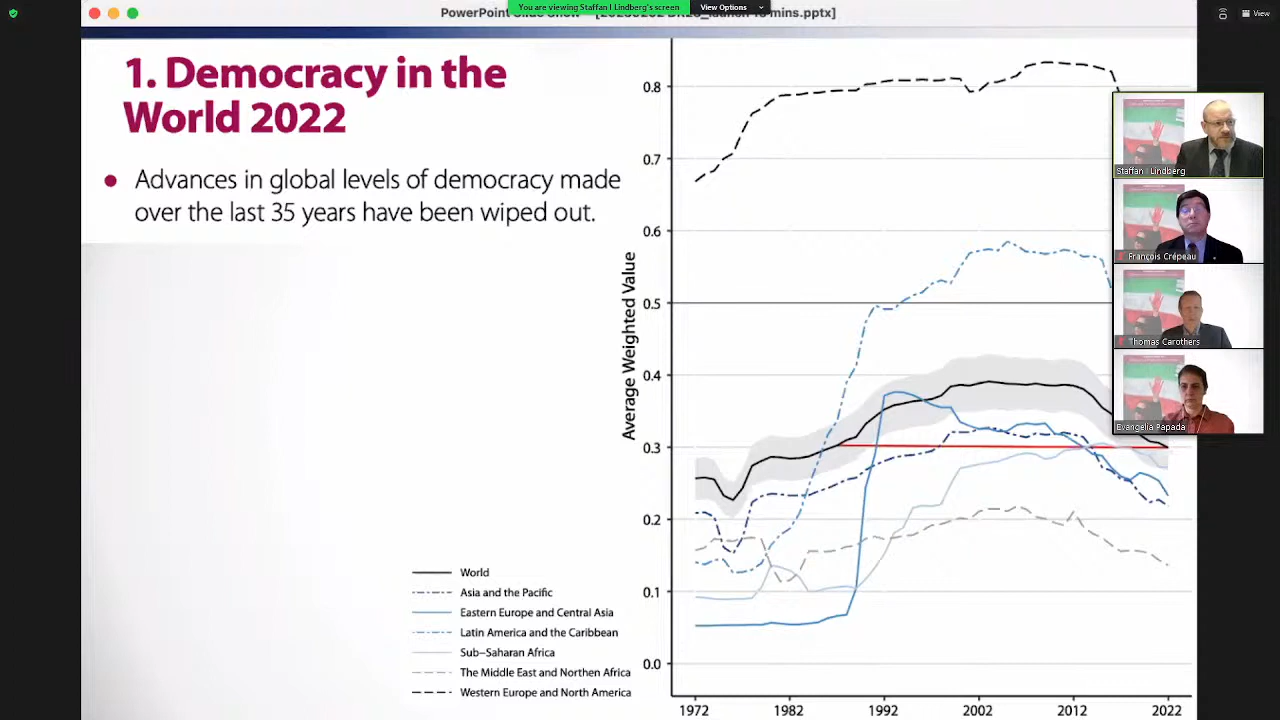 You are viewing Staffan I Lindberg's screen
View Options
View
1. Democracy in the
World 2022
Advances in global levels of democracy made
over the last 35 years have been wiped out.
Average Weighted Value
0.8
0.7
0.6
0.5
0.4
0.3
0.2
0.1
0.0
1972 1982 1992 2002 2012 2022
World
Asia and the Pacific
Eastern Europe and Central Asia
Latin America and the Caribbean
Sub–Saharan Africa
The Middle East and Northen Africa
Western Europe and North America
Staffan I Lindberg
François Crépeau
Thomas Carothers
Evangelia Papada